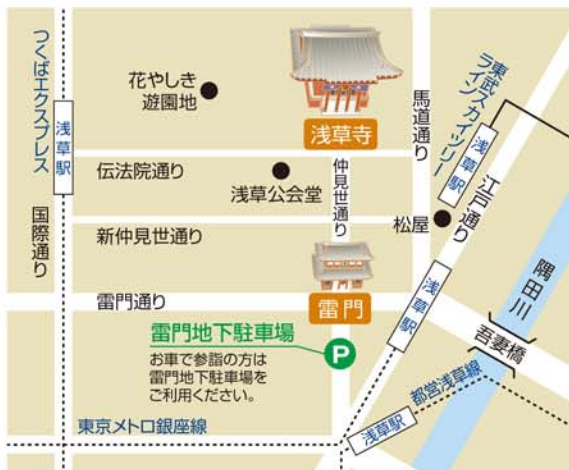 つくばエクスプレス
浅草駅
国際通り
花やしき
遊園地
浅草寺
馬道通り
東武スカイツリー
ライン
浅草駅
江戸通り
伝法院通り
浅草公会堂
仲見世通り
松屋
新仲見世通り
浅草駅
隅田川
雷門通り
雷門
吾妻橋
雷門地下駐車場
P
お車で参詣の方は
雷門地下駐車場を
ご利用ください。
都営浅草線
浅草駅
東京メトロ銀座線